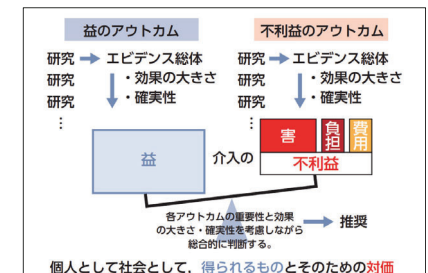 益のアウトカム
不利益のアウトカム
研究
エビデンス総体
研究
・効果の大きさ
研究
・確実性
⋮
研究
エビデンス総体
研究
・効果の大きさ
研究
・確実性
⋮
益
介入の
害
負担
費用
不利益
各アウトカムの重要性と効果
の大きさ・確実性を考慮しながら
総合的に判断する。
推奨
個人として社会として，得られるものとそのための対価